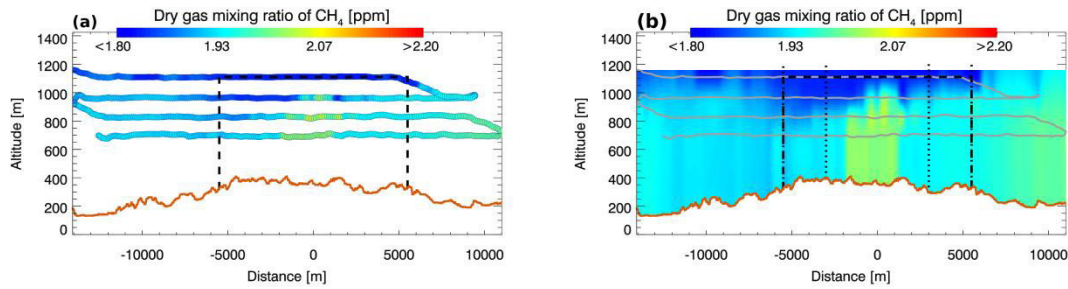 (a) Dry gas mixing ratio of CH4 [ppm]
<1.80 1.93 2.07 >2.20
1400
1200
1000
800
600
400
200
0
Altitude [m]
-10000 -5000 0 5000 10000
Distance [m]
(b) Dry gas mixing ratio of CH4 [ppm]
<1.80 1.93 2.07 >2.20
1400
1200
1000
800
600
400
200
0
Altitude [m]
-10000 -5000 0 5000 10000
Distance [m]